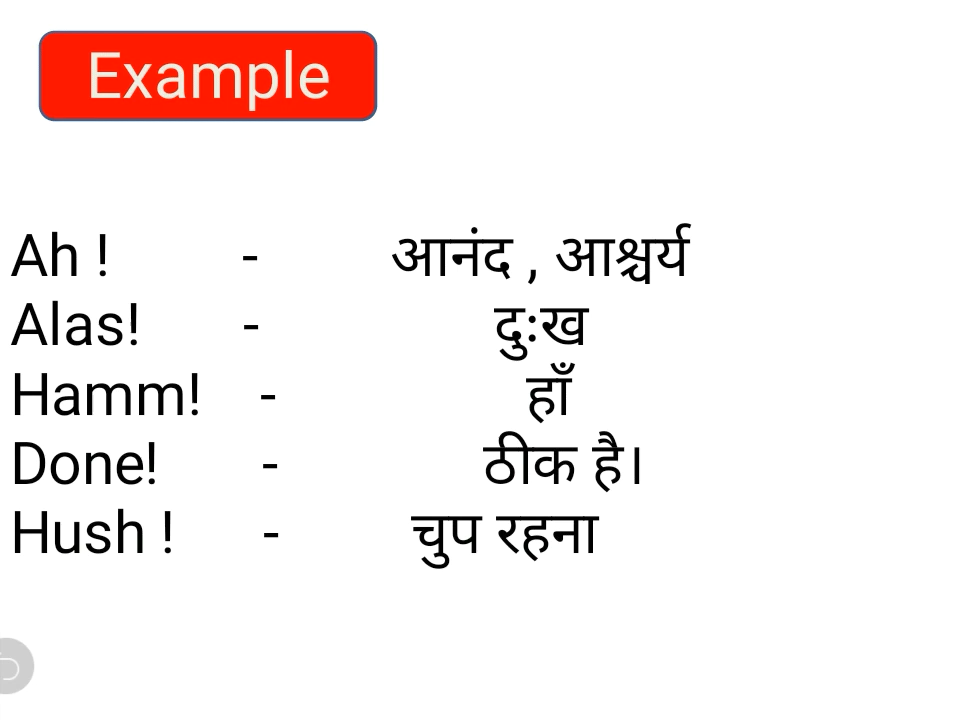 Example
Ah ! - आनंद , आश्चर्य
Alas! - दुःख
Hamm! - हाँ
Done! - ठीक है।
Hush ! - चुप रहना